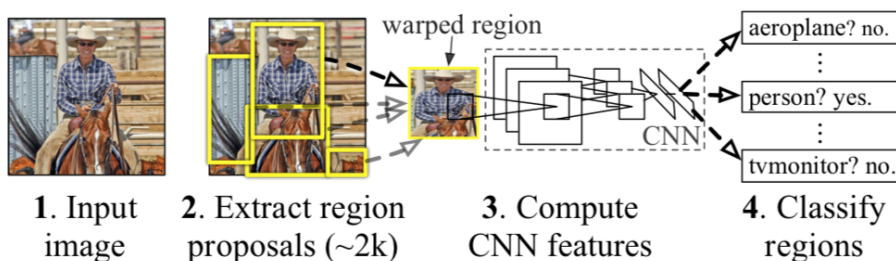 warped region
aeroplane? no.
person? yes.
CNN
tvmonitor? no.
1. Input
image
2. Extract region
proposals (~2k)
3. Compute
CNN features
4. Classify
regions